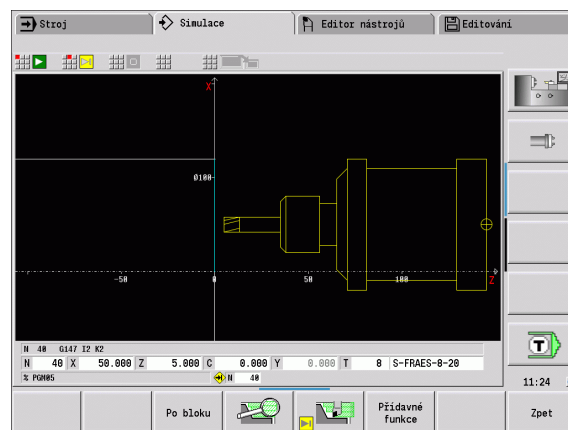 Stroj Simulace Editor nástrojů Editování
X
Ø100
-50 0 50 100 Z
N 40 G147 I2 K2
N 40 X 50.000 Z 5.000 C 0.000 Y 0.000 T 8 S-FRAES-8-20
% PGM05 N 40
T
11:24
Po bloku Přídavné funkce Zpet